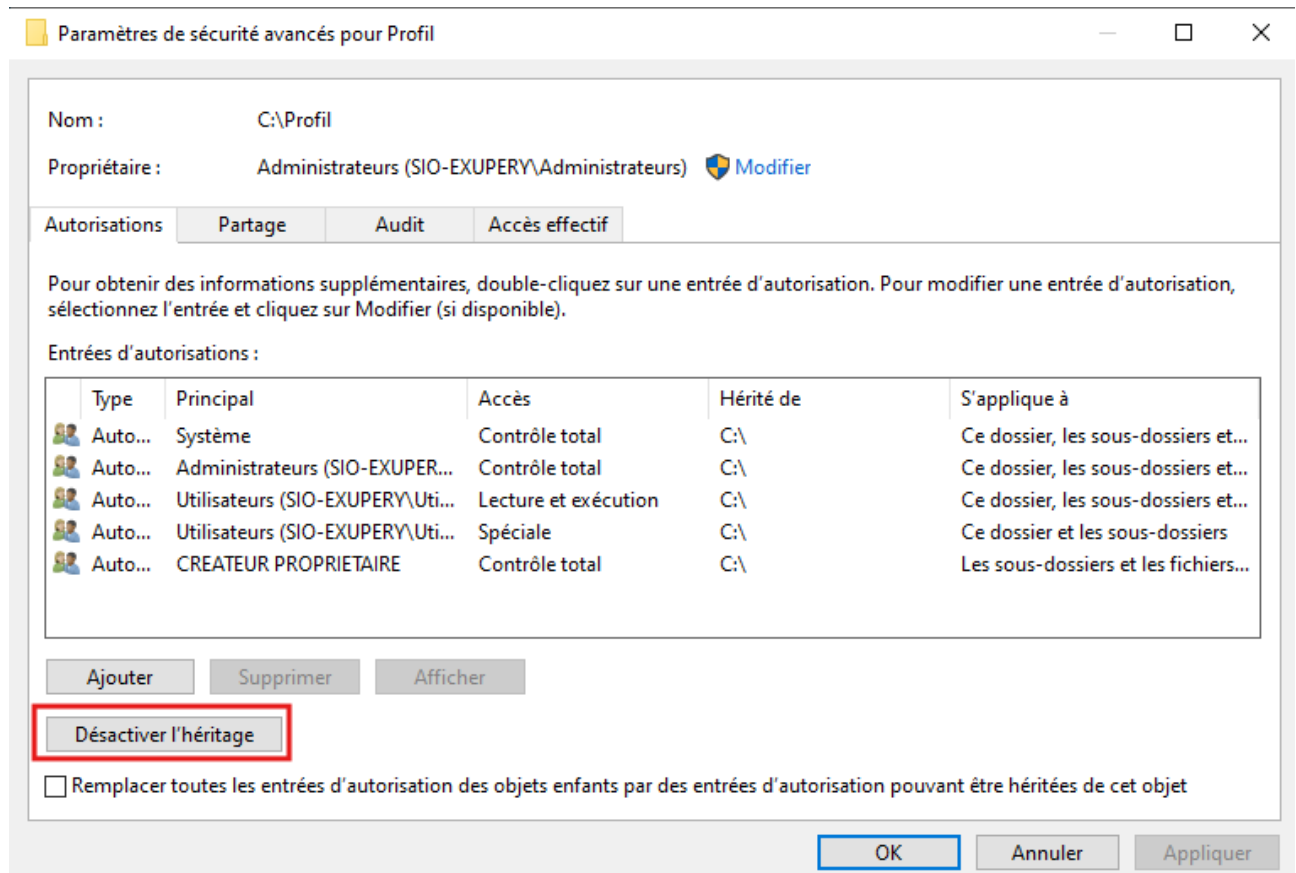 Paramètres de sécurité avancés pour Profil
Nom : C:\Profil
Propriétaire : Administrateurs (SIO-EXUPERY\Administrateurs) Modifier
Autorisations Partage Audit Accès effectif
Pour obtenir des informations supplémentaires, double-cliquez sur une entrée d'autorisation. Pour modifier une entrée d'autorisation,
sélectionnez l'entrée et cliquez sur Modifier (si disponible).
Entrées d'autorisations :
Type Principal Accès Hérité de S'applique à
Auto... Système Contrôle total C:\ Ce dossier, les sous-dossiers et...
Auto... Administrateurs (SIO-EXUPER... Contrôle total C:\ Ce dossier, les sous-dossiers et...
Auto... Utilisateurs (SIO-EXUPERY\Uti... Lecture et exécution C:\ Ce dossier, les sous-dossiers et...
Auto... Utilisateurs (SIO-EXUPERY\Uti... Spéciale C:\ Ce dossier et les sous-dossiers
Auto... CREATEUR PROPRIETAIRE Contrôle total C:\ Les sous-dossiers et les fichiers...
Ajouter Supprimer Afficher
Désactiver l'héritage
Remplacer toutes les entrées d'autorisation des objets enfants par des entrées d'autorisation pouvant être héritées de cet objet
OK Annuler Appliquer